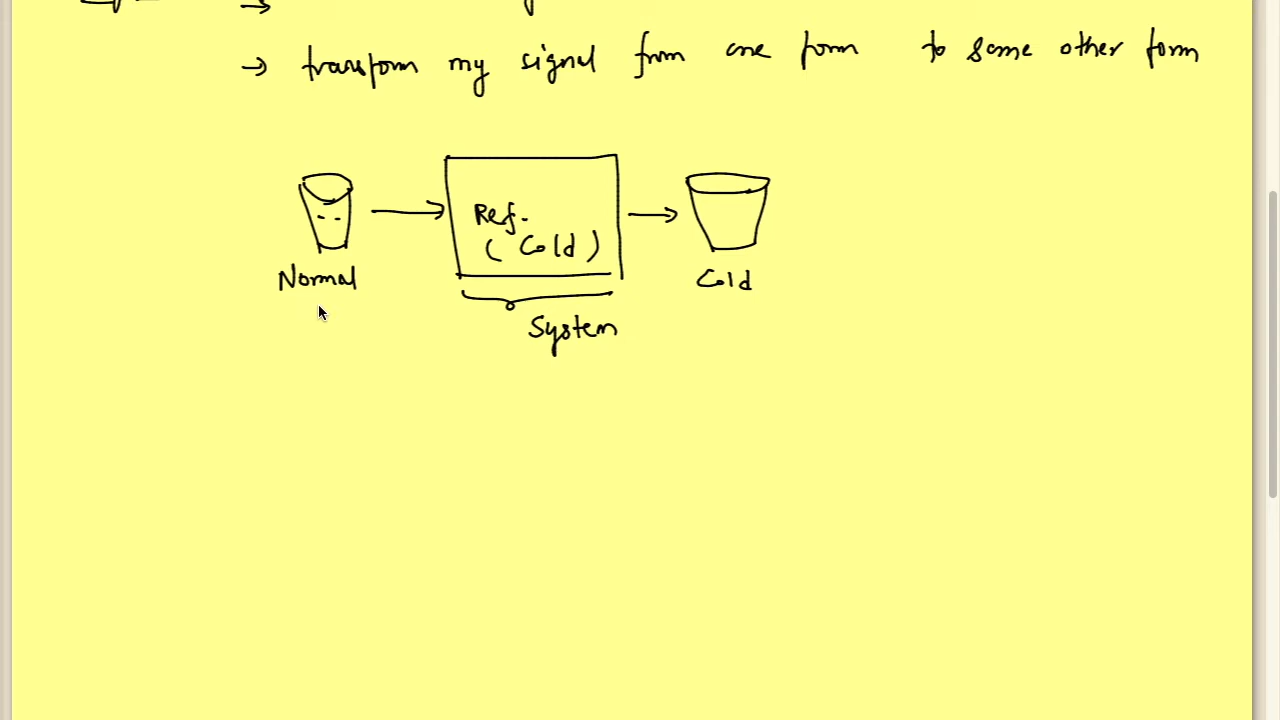 → transform my signal from one form to some other form
Ref.
( Cold )
Normal
Cold
System